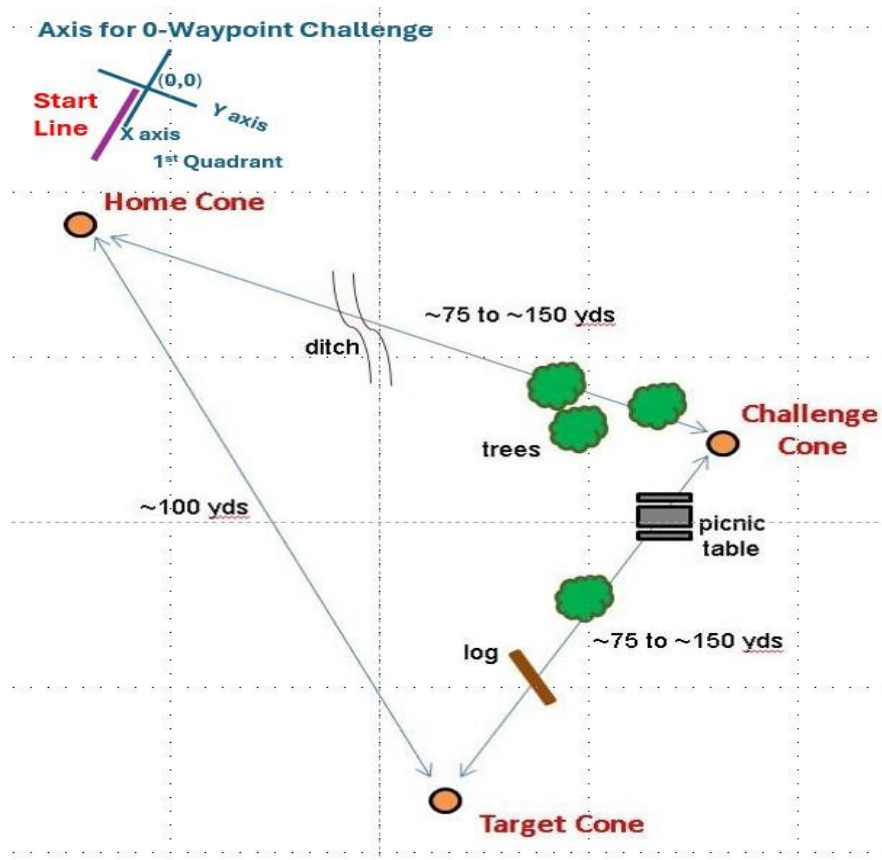 Axis for 0-Waypoint Challenge
(0,0)
Start
Line
Y axis
X axis
1st Quadrant
Home Cone
~75 to ~150 yds
ditch
Challenge
Cone
trees
~100 yds
picnic
table
~75 to ~150 yds
log
Target Cone